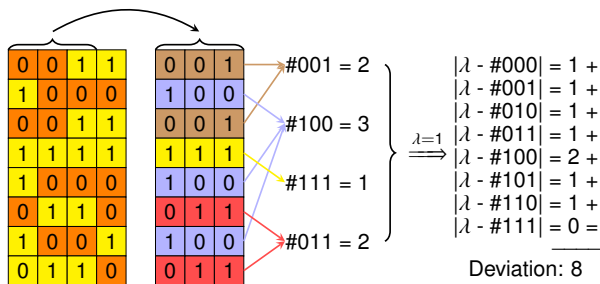 0 0 1 1
1 0 0 0
0 0 1 1
1 1 1 1
1 0 0 0
0 1 1 0
1 0 0 1
0 1 1 0
0 0 1
1 0 0
0 0 1
1 1 1
1 0 0
0 1 1
1 0 0
0 1 1
#001 = 2
#100 = 3
#111 = 1
#011 = 2
λ=1
⟹
|λ - #000| = 1 +
|λ - #001| = 1 +
|λ - #010| = 1 +
|λ - #011| = 1 +
|λ - #100| = 2 +
|λ - #101| = 1 +
|λ - #110| = 1 +
|λ - #111| = 0 =
Deviation: 8